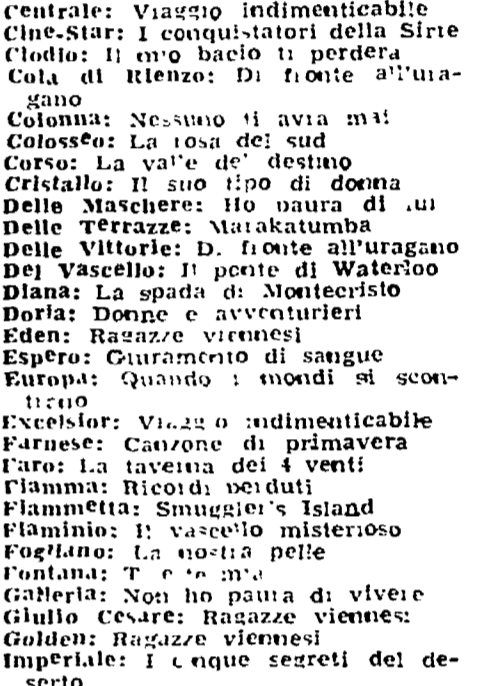 Centrale: Viaggio indimenticabile
Cine-Star: I conquistatori della Sirte
Clodio: Il mio bacio ti perderà
Cola di Rienzo: Di fronte all'ura-
gano
Colonna: Nessuno ti avrà mai
Colosseo: La rosa del sud
Corso: La valle del destino
Cristallo: Il suo tipo di donna
Delle Maschere: Ho paura di lui
Delle Terrazze: Marakatumba
Delle Vittorie: Di fronte all'uragano
Del Vascello: Il ponte di Waterloo
Diana: La spada di Montecristo
Doria: Donne e avventurieri
Eden: Ragazze viennesi
Espero: Giuramento di sangue
Europa: Quando i mondi si scon-
trano
Excelsior: Viaggio indimenticabile
Farnese: Canzone di primavera
Faro: La taverna dei 4 venti
Fiamma: Ricordi perduti
Fiammetta: Smuggler's Island
Flaminio: Il vascello misterioso
Fogliano: La nostra pelle
Fontana:
Galleria: Non ho paura di vivere
Giulio Cesare: Ragazze viennesi
Golden: Ragazze viennesi
Imperiale: I cinque segreti del de-
serto